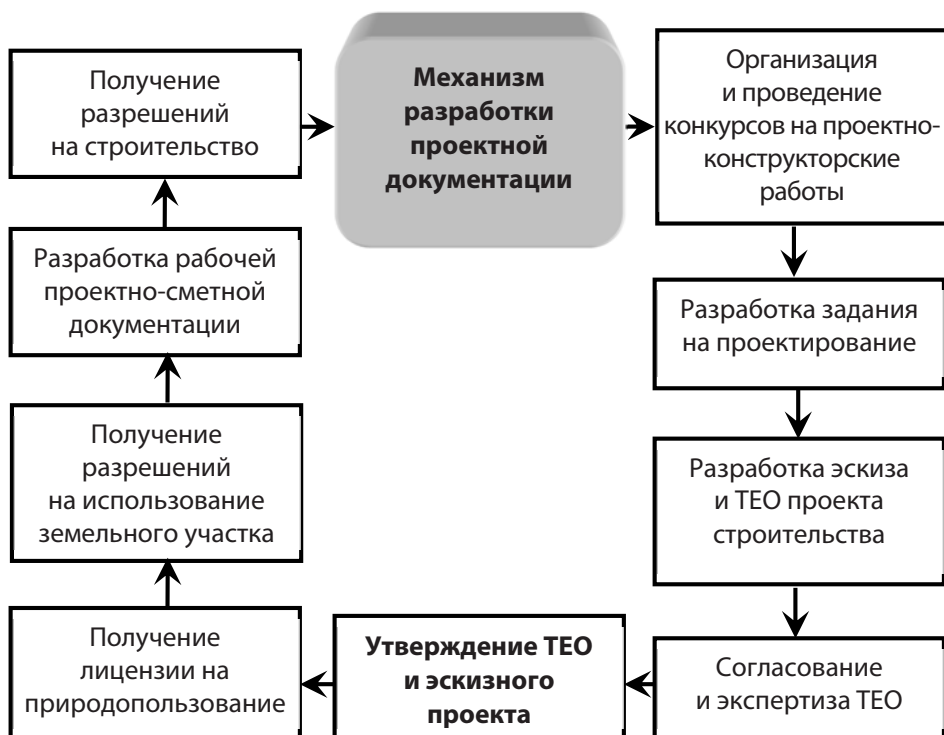 Получение
разрешений
на строительство
Механизм
разработки
проектной
документации
Организация
и проведение
конкурсов на проектно-
конструкторские
работы
Разработка задания
на проектирование
Разработка эскиза
и ТЕО проекта
строительства
Согласование
и экспертиза ТЕО
Утверждение ТЕО
и эскизного
проекта
Получение
лицензии на
природопользование
Получение
разрешений
на использование
земельного участка
Разработка рабочей
проектно-сметной
документации